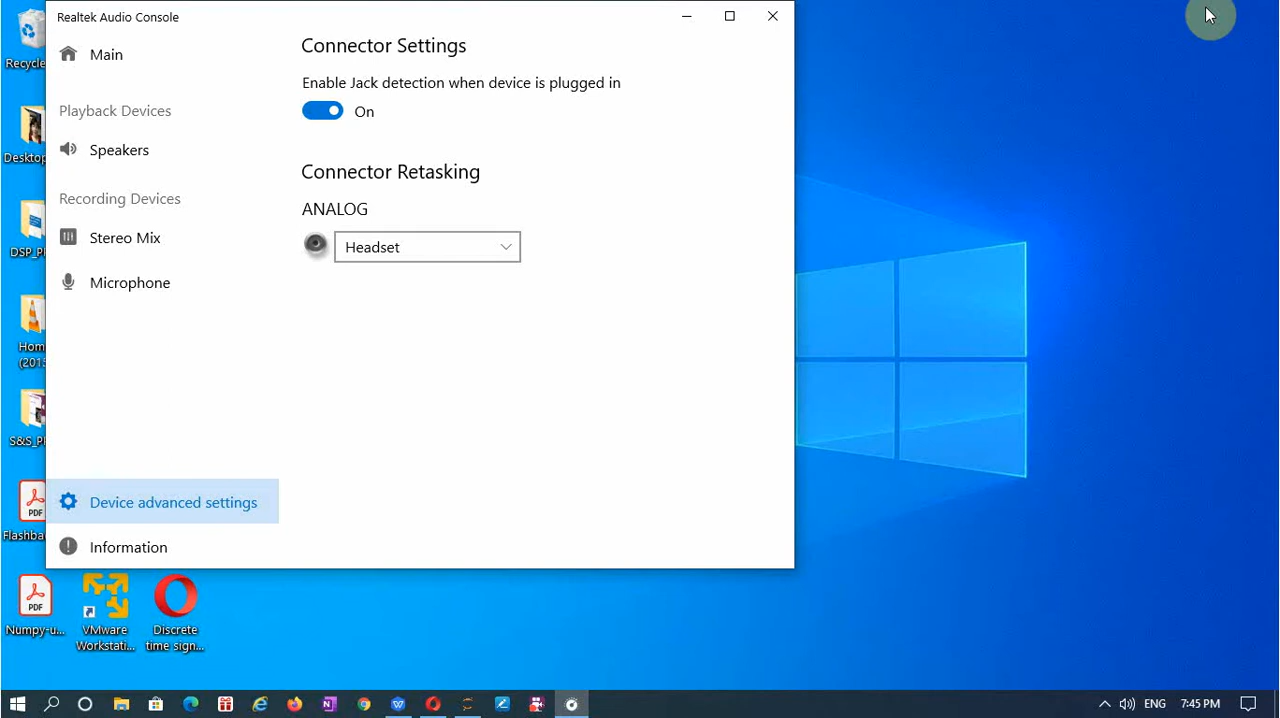 Realtek Audio Console
Main
Playback Devices
Speakers
Recording Devices
Stereo Mix
Microphone
Device advanced settings
Information
Connector Settings
Enable Jack detection when device is plugged in
On
Connector Retasking
ANALOG
Headset
Recycle
Desktop
DSP_P
Hom
(201
S&S_P
PDF
Flashba
PDF
Numpy-u...
VMware
Workstati...
Discrete
time sign...
ENG
7:45 PM